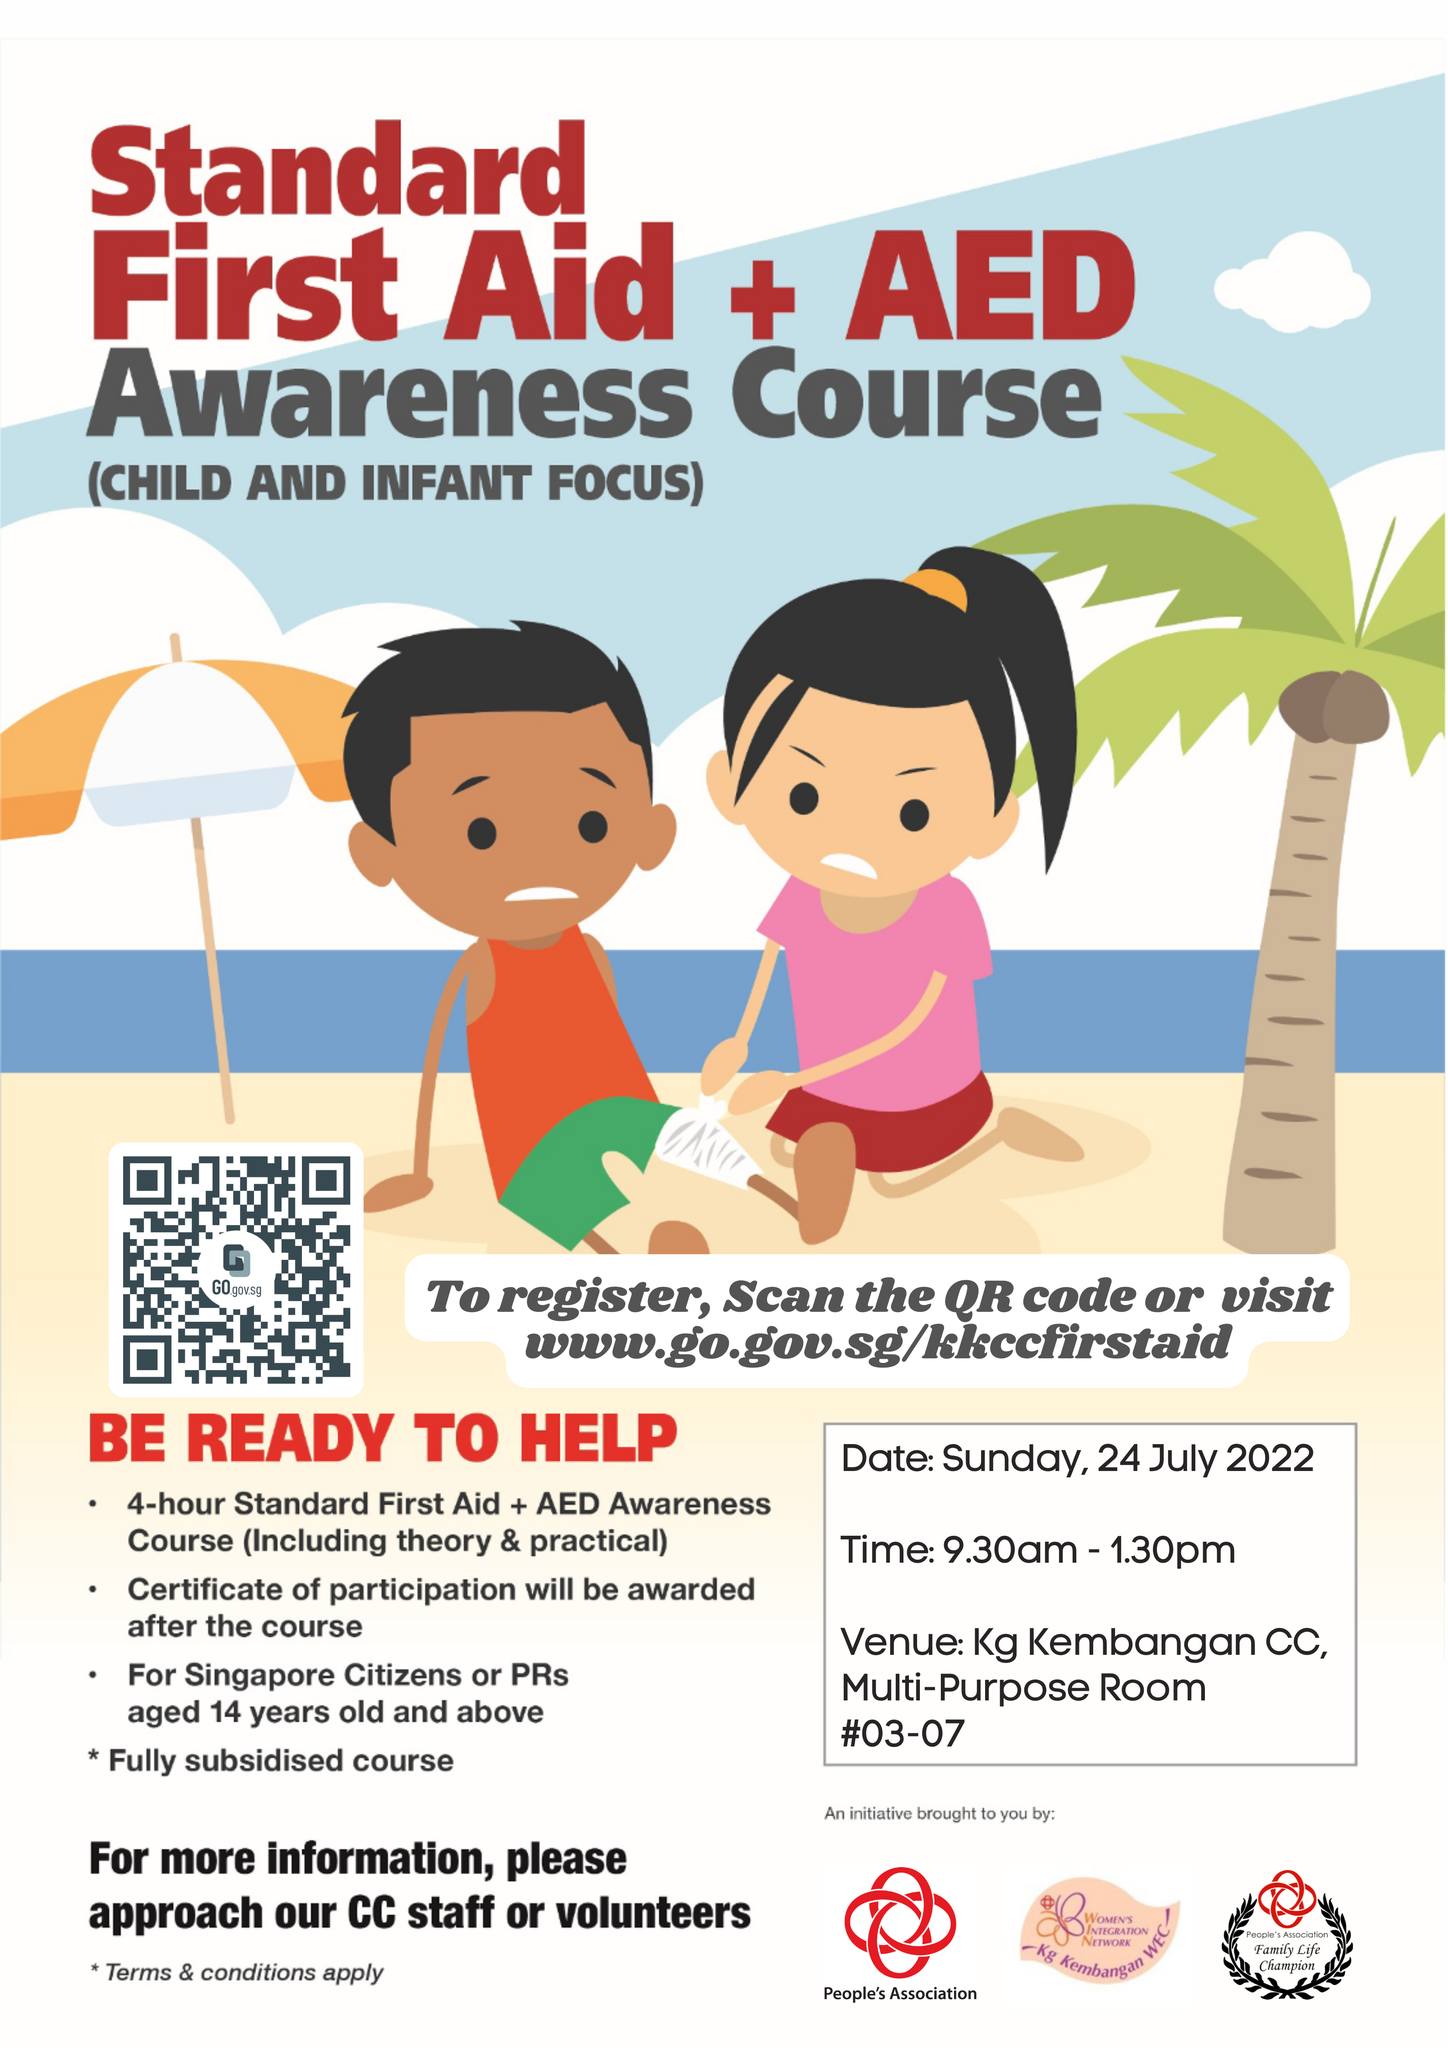 Standard
First Aid + AED
Awareness Course
(CHILD AND INFANT FOCUS)
GO.gov.sg
To register, Scan the QR code or visit
www.go.gov.sg/kkccfirstaid
BE READY TO HELP
• 4-hour Standard First Aid + AED Awareness
Course (Including theory & practical)
• Certificate of participation will be awarded
after the course
• For Singapore Citizens or PRs
aged 14 years old and above
* Fully subsidised course
For more information, please
approach our CC staff or volunteers
* Terms & conditions apply
Date: Sunday, 24 July 2022
Time: 9.30am - 1.30pm
Venue: Kg Kembangan CC,
Multi-Purpose Room
#03-07
An initiative brought to you by:
People's Association
WOMEN'S
INTEGRATION
NETWORK
Kg Kembangan WEC!
People's Association
Family Life
Champion